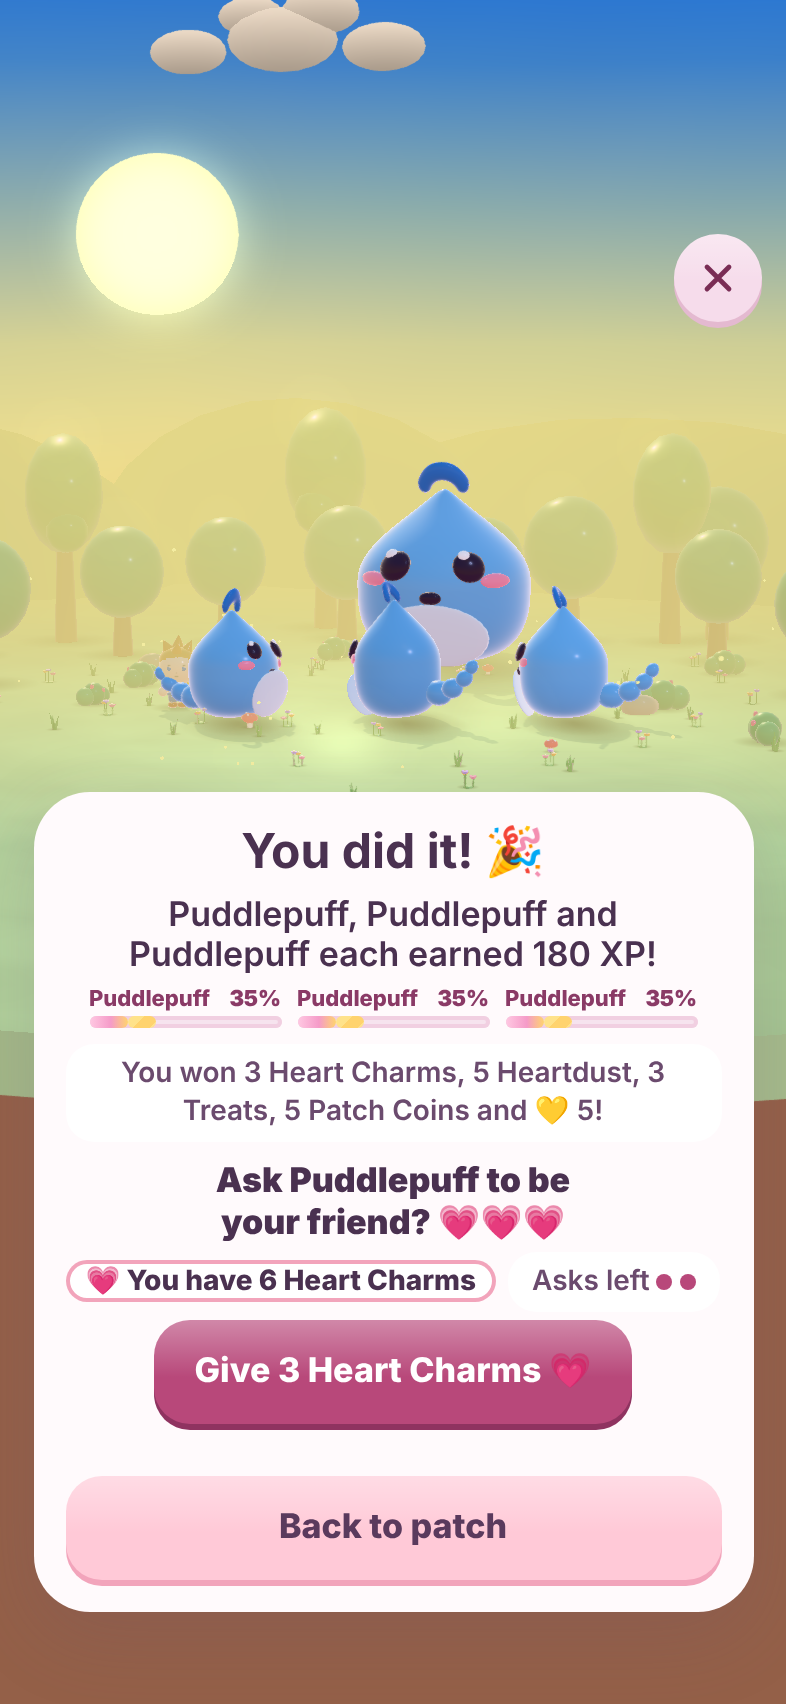 You did it! 🎉
Puddlepuff, Puddlepuff and
Puddlepuff each earned 180 XP!
Puddlepuff 35% Puddlepuff 35% Puddlepuff 35%
You won 3 Heart Charms, 5 Heartdust, 3
Treats, 5 Patch Coins and 💛 5!
Ask Puddlepuff to be
your friend? 💗💗💗
💗 You have 6 Heart Charms Asks left
Give 3 Heart Charms 💗
Back to patch